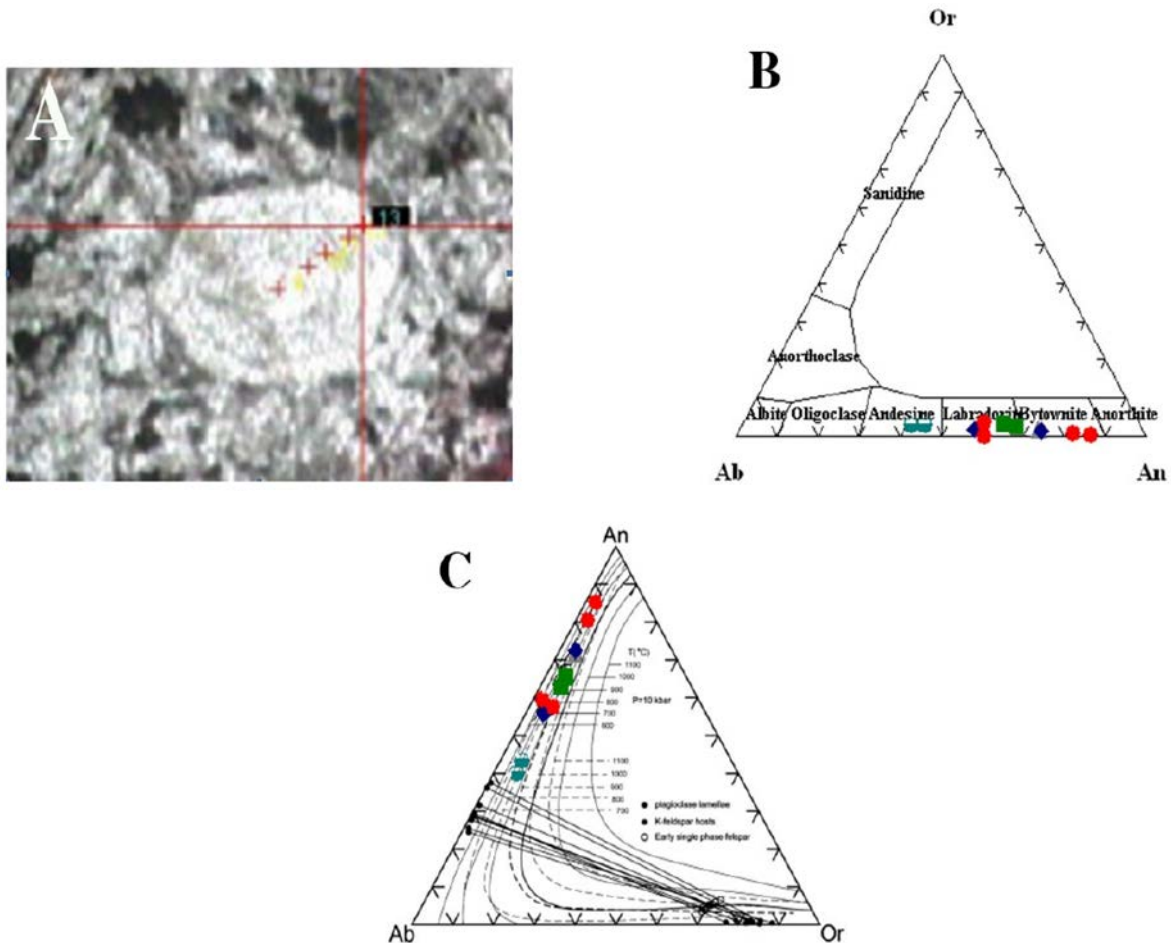 A
13
B
Or
Sanidine
Anorthoclase
Albite Oligoclase Andesine Labradorite Bytownite Anorthite
Ab
An
C
An
T(°C)
1100
1000
900
800
700
600
P=10 kbar
1100
1000
900
800
700
plagioclase lamellae
K-feldspar hosts
Early single phase felspar
Ab
Or